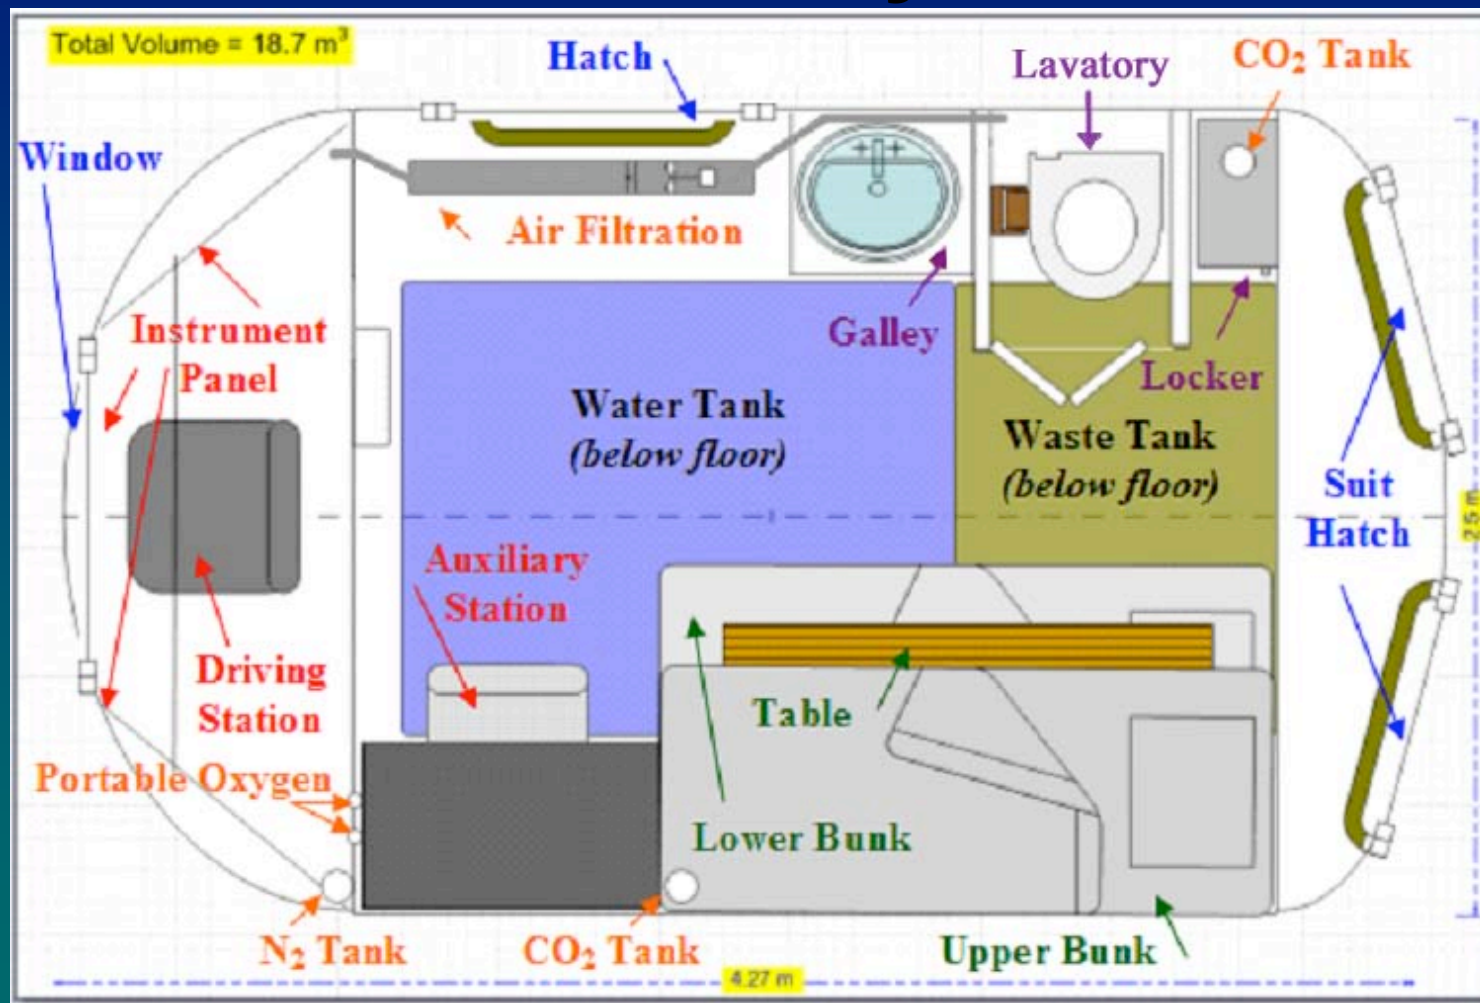 Total Volume = 18.7 m³
Hatch
Lavatory
CO₂ Tank
Window
Air Filtration
Instrument
Panel
Galley
Locker
Water Tank
(below floor)
Waste Tank
(below floor)
Suit
Hatch
2.5 m
Auxiliary
Station
Driving
Station
Table
Portable Oxygen
Lower Bunk
N₂ Tank
CO₂ Tank
Upper Bunk
4.27 m